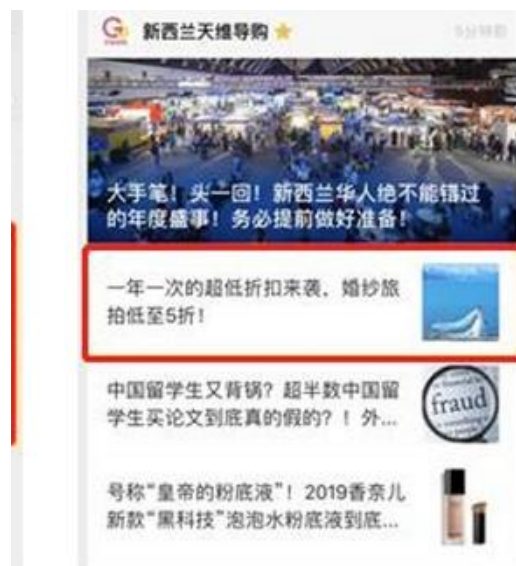 新西兰天维导购
5分钟前
大手笔！头一回！新西兰华人绝不能错过
的年度盛事！务必提前做好准备！
一年一次的超低折扣来袭，婚纱旅
拍低至5折！
中国留学生又背锅？超半数中国留
学生买论文到底真的假的？！外...
fraud
号称“皇帝的粉底液”！2019香奈儿
新款“黑科技”泡泡水粉底液到底...